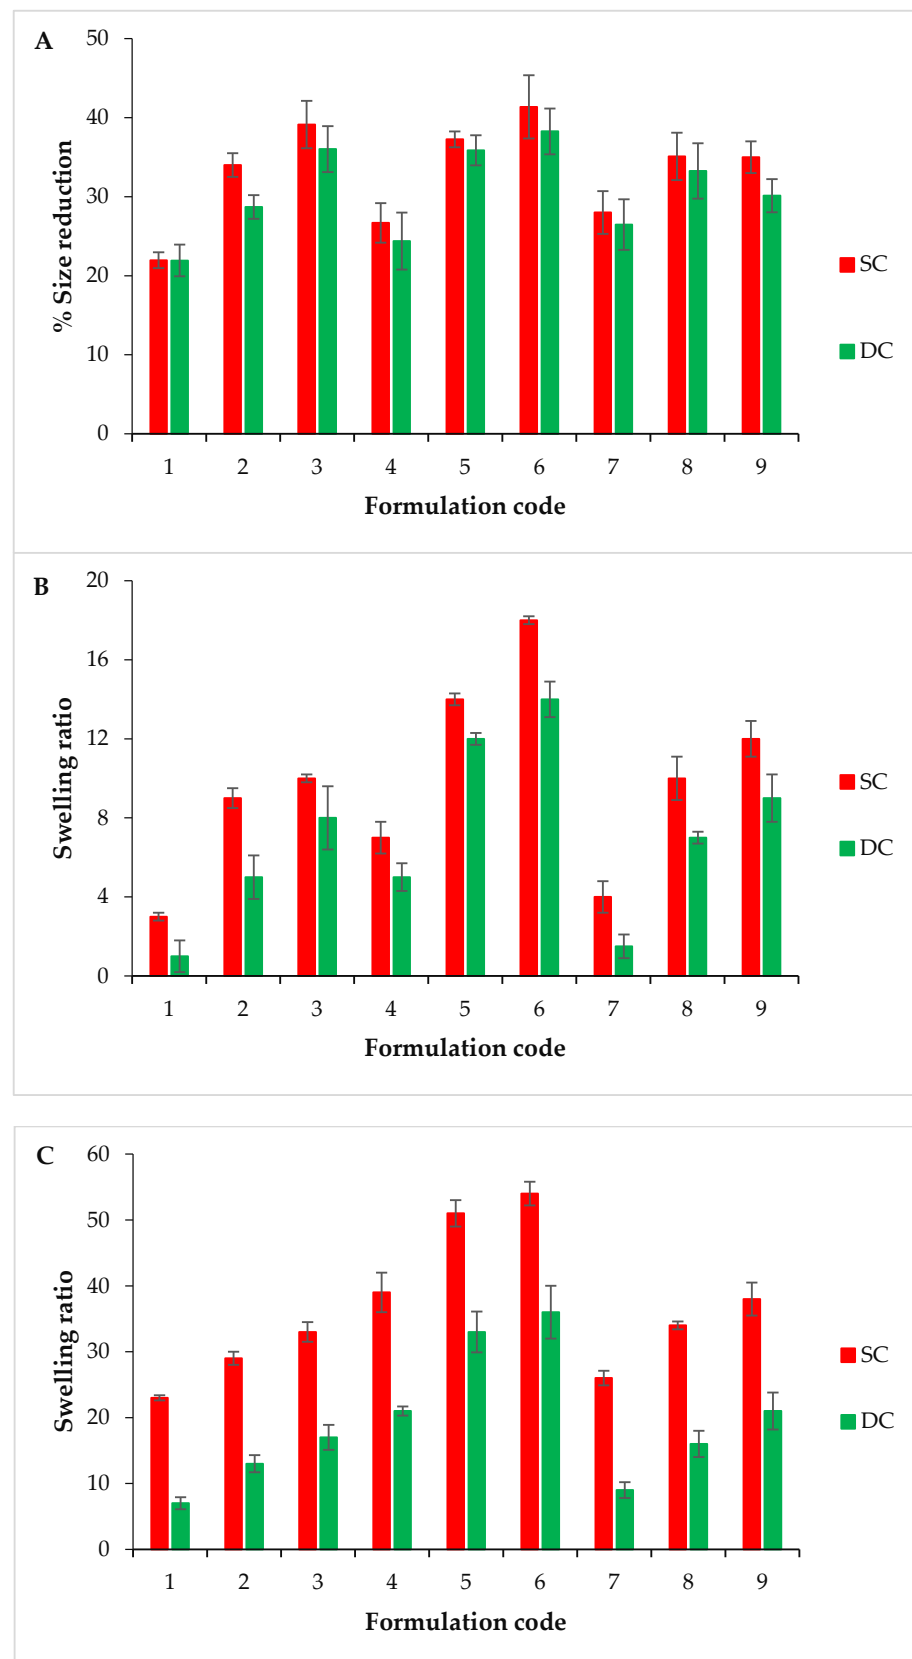 A
50
40
30
20
10
0
% Size reduction
1 2 3 4 5 6 7 8 9
Formulation code
SC
DC
B
20
16
12
8
4
0
Swelling ratio
1 2 3 4 5 6 7 8 9
Formulation code
SC
DC
C
60
50
40
30
20
10
0
Swelling ratio
1 2 3 4 5 6 7 8 9
Formulation code
SC
DC